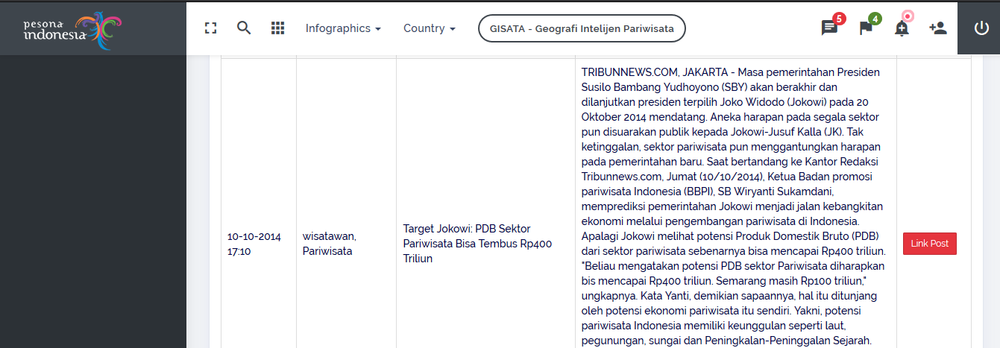 pesona
indonesia
Infographics
Country
GISATA - Geografi Intelijen Pariwisata
5
4
10-10-2014
17:10
wisatawan,
Pariwisata
Target Jokowi: PDB Sektor
Pariwisata Bisa Tembus Rp400
Triliun
TRIBUNNEWS.COM, JAKARTA - Masa pemerintahan Presiden
Susilo Bambang Yudhoyono (SBY) akan berakhir dan
dilanjutkan presiden terpilih Joko Widodo (Jokowi) pada 20
Oktober 2014 mendatang. Aneka harapan pada segala sektor
pun disuarakan publik kepada Jokowi-Jusuf Kalla (JK). Tak
ketinggalan, sektor pariwisata pun menggantungkan harapan
pada pemerintahan baru. Saat bertandang ke Kantor Redaksi
Tribunnews.com, Jumat (10/10/2014), Ketua Badan promosi
pariwisata Indonesia (BBPI), SB Wiryanti Sukamdani,
memprediksi pemerintahan Jokowi menjadi jalan kebangkitan
ekonomi melalui pengembangan pariwisata di Indonesia.
Apalagi Jokowi melihat potensi Produk Domestik Bruto (PDB)
dari sektor pariwisata sebenarnya bisa mencapai Rp400 triliun.
"Beliau mengatakan potensi PDB sektor Pariwisata diharapkan
bis mencapai Rp400 triliun. Semarang masih Rp100 triliun,"
ungkapnya. Kata Yanti, demikian sapaannya, hal itu ditunjang
oleh potensi ekonomi pariwisata itu sendiri. Yakni, potensi
pariwisata Indonesia memiliki keunggulan seperti laut,
pegunungan, sungai dan Peningkalan-Peninggalan Sejarah.
Link Post